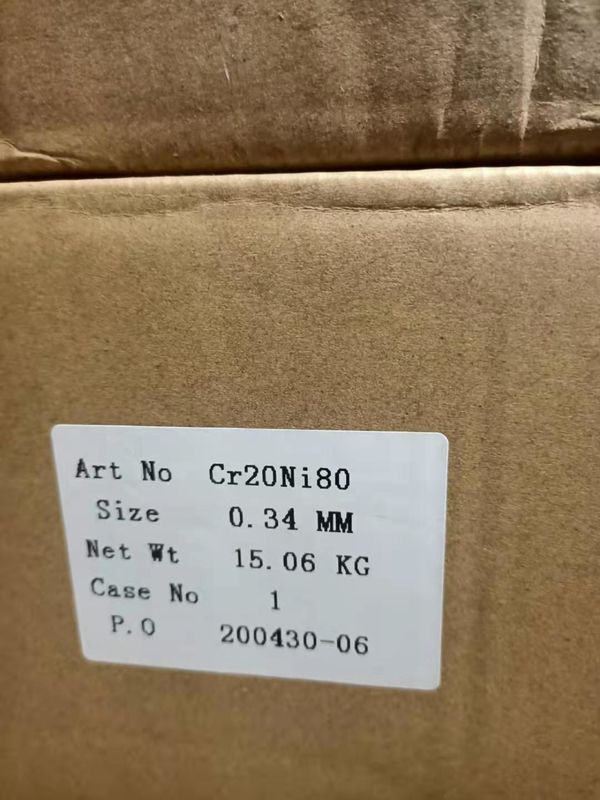 Art No Cr20Ni80
Size 0.34 MM
Net Wt 15.06 KG
Case No 1
P.O 200430-06